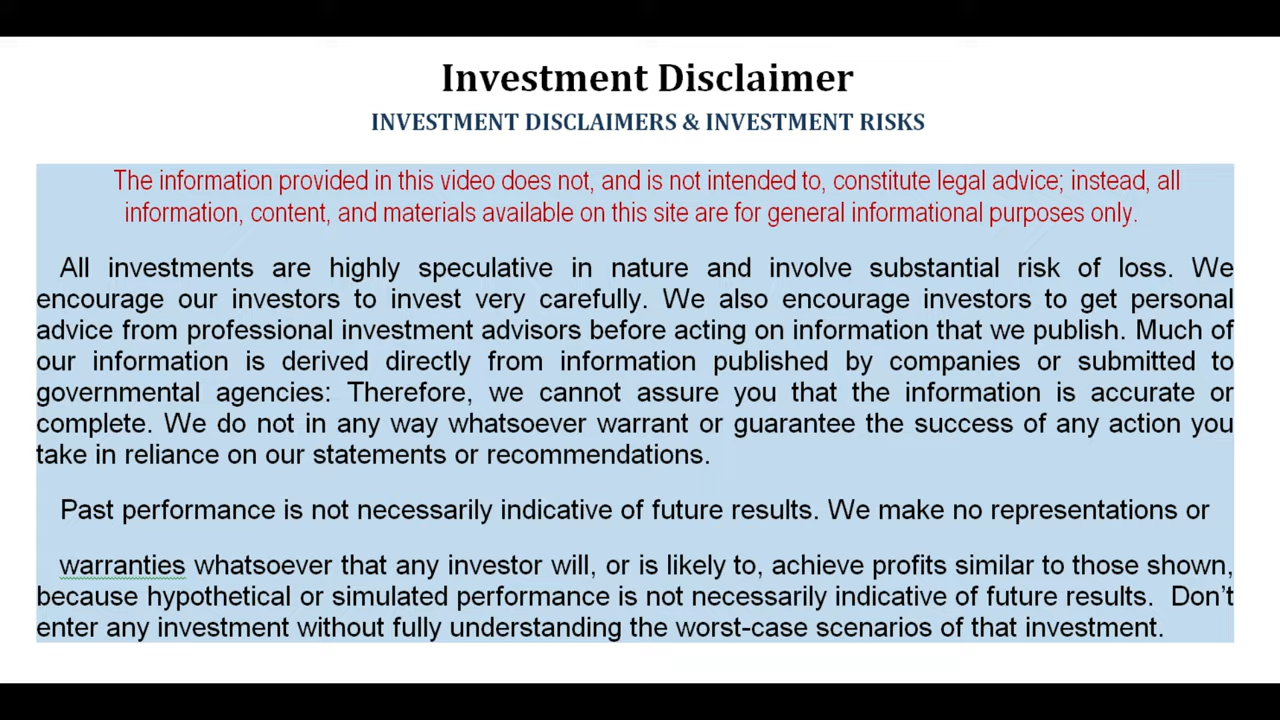 Investment Disclaimer
INVESTMENT DISCLAIMERS & INVESTMENT RISKS
The information provided in this video does not, and is not intended to, constitute legal advice; instead, all
information, content, and materials available on this site are for general informational purposes only.
All investments are highly speculative in nature and involve substantial risk of loss. We
encourage our investors to invest very carefully. We also encourage investors to get personal
advice from professional investment advisors before acting on information that we publish. Much of
our information is derived directly from information published by companies or submitted to
governmental agencies: Therefore, we cannot assure you that the information is accurate or
complete. We do not in any way whatsoever warrant or guarantee the success of any action you
take in reliance on our statements or recommendations.
Past performance is not necessarily indicative of future results. We make no representations or
warranties whatsoever that any investor will, or is likely to, achieve profits similar to those shown,
because hypothetical or simulated performance is not necessarily indicative of future results.  Don’t
enter any investment without fully understanding the worst-case scenarios of that investment.